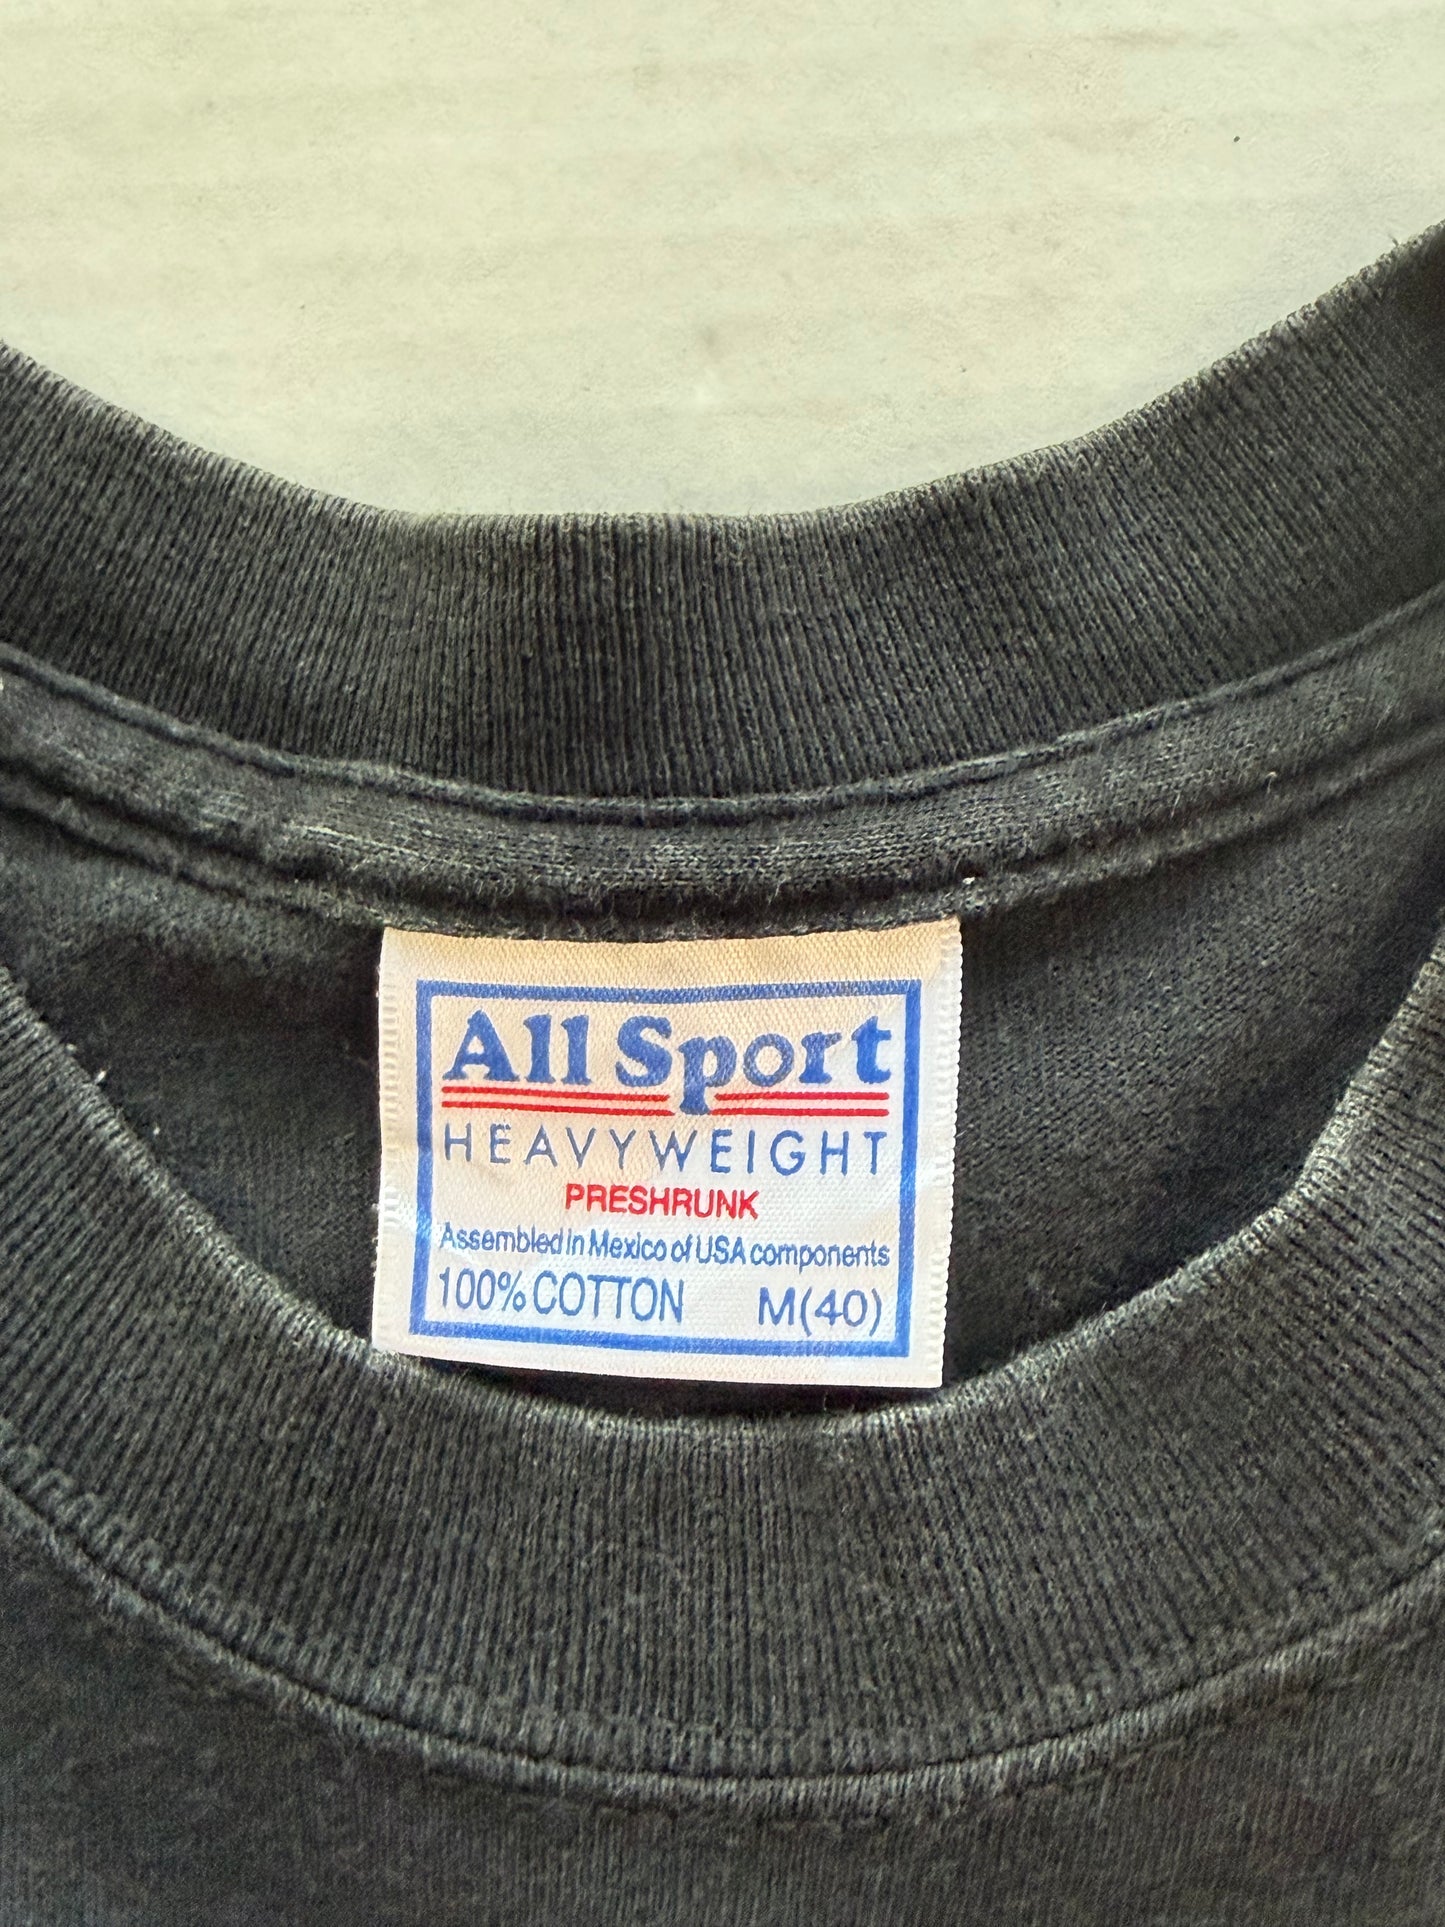 All Sport
HEAVYWEIGHT
PRESHRUNK
Assembled in Mexico of USA components
100% COTTON M(40)